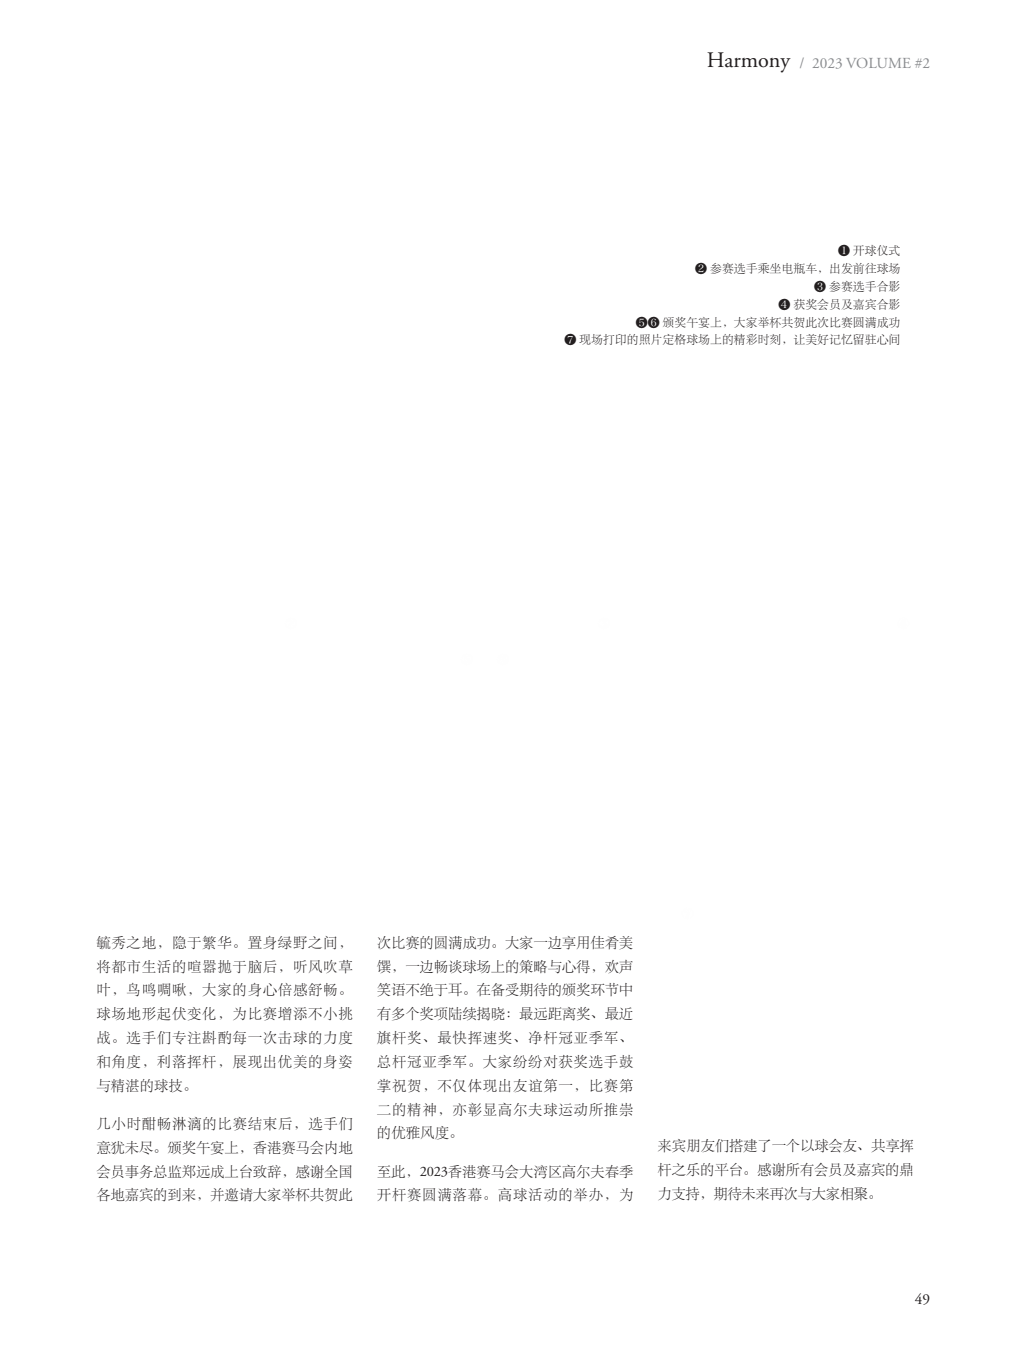 Harmony / 2023 VOLUME #2
❶ 开球仪式
❷ 参赛选手乘坐电瓶车，出发前往球场
❸ 参赛选手合影
❹ 获奖会员及嘉宾合影
❺❻ 颁奖午宴上，大家举杯共贺此次比赛圆满成功
❼ 现场打印的照片定格球场上的精彩时刻，让美好记忆留驻心间
毓秀之地，隐于繁华。置身绿野之间，
将都市生活的喧嚣抛于脑后，听风吹草
叶，鸟鸣啁啾，大家的身心倍感舒畅。
球场地形起伏变化，为比赛增添不小挑
战。选手们专注斟酌每一次击球的力度
和角度，利落挥杆，展现出优美的身姿
与精湛的球技。
几小时酣畅淋漓的比赛结束后，选手们
意犹未尽。颁奖午宴上，香港赛马会内地
会员事务总监郑远成上台致辞，感谢全国
各地嘉宾的到来，并邀请大家举杯共贺此
次比赛的圆满成功。大家一边享用佳肴美
馔，一边畅谈球场上的策略与心得，欢声
笑语不绝于耳。在备受期待的颁奖环节中
有多个奖项陆续揭晓：最远距离奖、最近
旗杆奖、最快挥速奖、净杆冠亚季军、
总杆冠亚季军。大家纷纷对获奖选手鼓
掌祝贺，不仅体现出友谊第一，比赛第
二的精神，亦彰显高尔夫球运动所推崇
的优雅风度。
至此，2023香港赛马会大湾区高尔夫春季
开杆赛圆满落幕。高球活动的举办，为
来宾朋友们搭建了一个以球会友、共享挥
杆之乐的平台。感谢所有会员及嘉宾的鼎
力支持，期待未来再次与大家相聚。
49